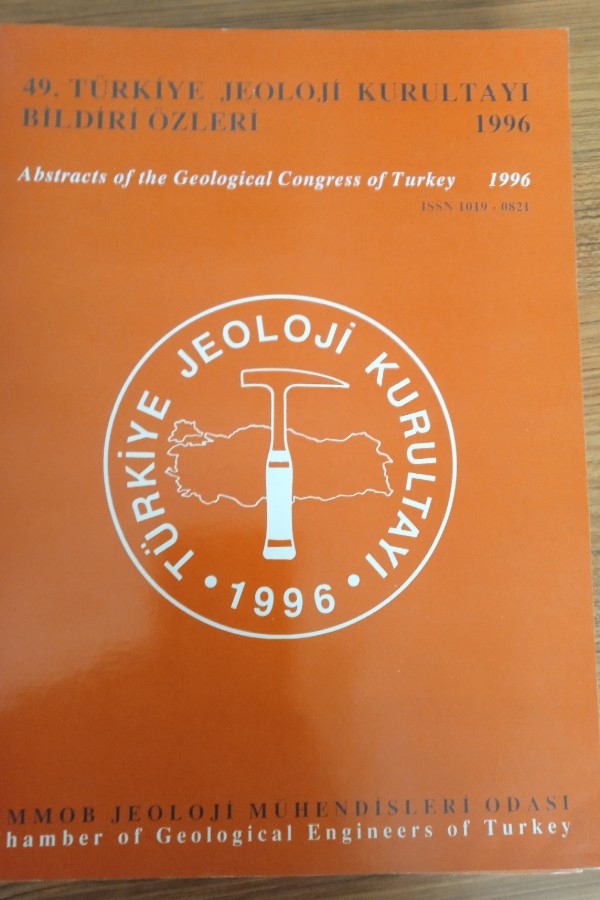 49. TÜRKİYE JEOLOJİ KURULTAYI
BİLDİRİ ÖZLERİ 1996
Abstracts of the Geological Congress of Turkey 1996
ISSN 1019 - 0821
TÜRKİYE JEOLOJİ KURULTAYI
• 1996 •
MMOB JEOLOJİ MÜHENDİSLERİ ODASI
hamber of Geological Engineers of Turkey